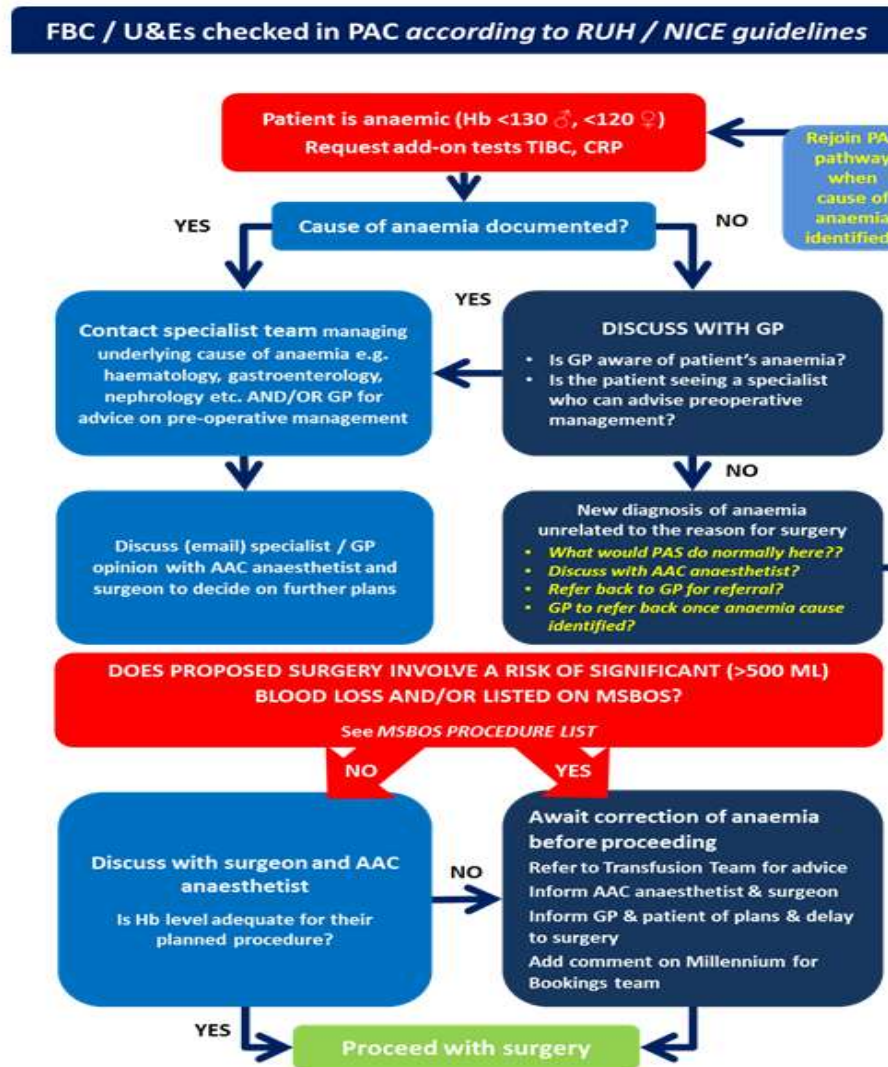 FBC / U&Es checked in PAC according to RUH / NICE guidelines
Patient is anaemic (Hb <130 ♂, <120 ♀)
Request add-on tests TIBC, CRP
Rejoin PA
pathway
when
cause of
anaemia
identified
YES
Cause of anaemia documented?
NO
Contact specialist team managing
underlying cause of anaemia e.g.
haematology, gastroenterology,
nephrology etc. AND/OR GP for
advice on pre-operative management
YES
DISCUSS WITH GP
• Is GP aware of patient's anaemia?
• Is the patient seeing a specialist
who can advise preoperative
management?
NO
Discuss (email) specialist / GP
opinion with AAC anaesthetist and
surgeon to decide on further plans
New diagnosis of anaemia
unrelated to the reason for surgery
• What would PAS do normally here??
• Discuss with AAC anaesthetist?
• Refer back to GP for referral?
• GP to refer back once anaemia cause
identified?
DOES PROPOSED SURGERY INVOLVE A RISK OF SIGNIFICANT (>500 ML)
BLOOD LOSS AND/OR LISTED ON MSBOS?
See MSBOS PROCEDURE LIST
NO
YES
Discuss with surgeon and AAC
anaesthetist
Is Hb level adequate for their
planned procedure?
NO
Await correction of anaemia
before proceeding
Refer to Transfusion Team for advice
Inform AAC anaesthetist & surgeon
Inform GP & patient of plans & delay
to surgery
Add comment on Millennium for
Bookings team
YES
Proceed with surgery